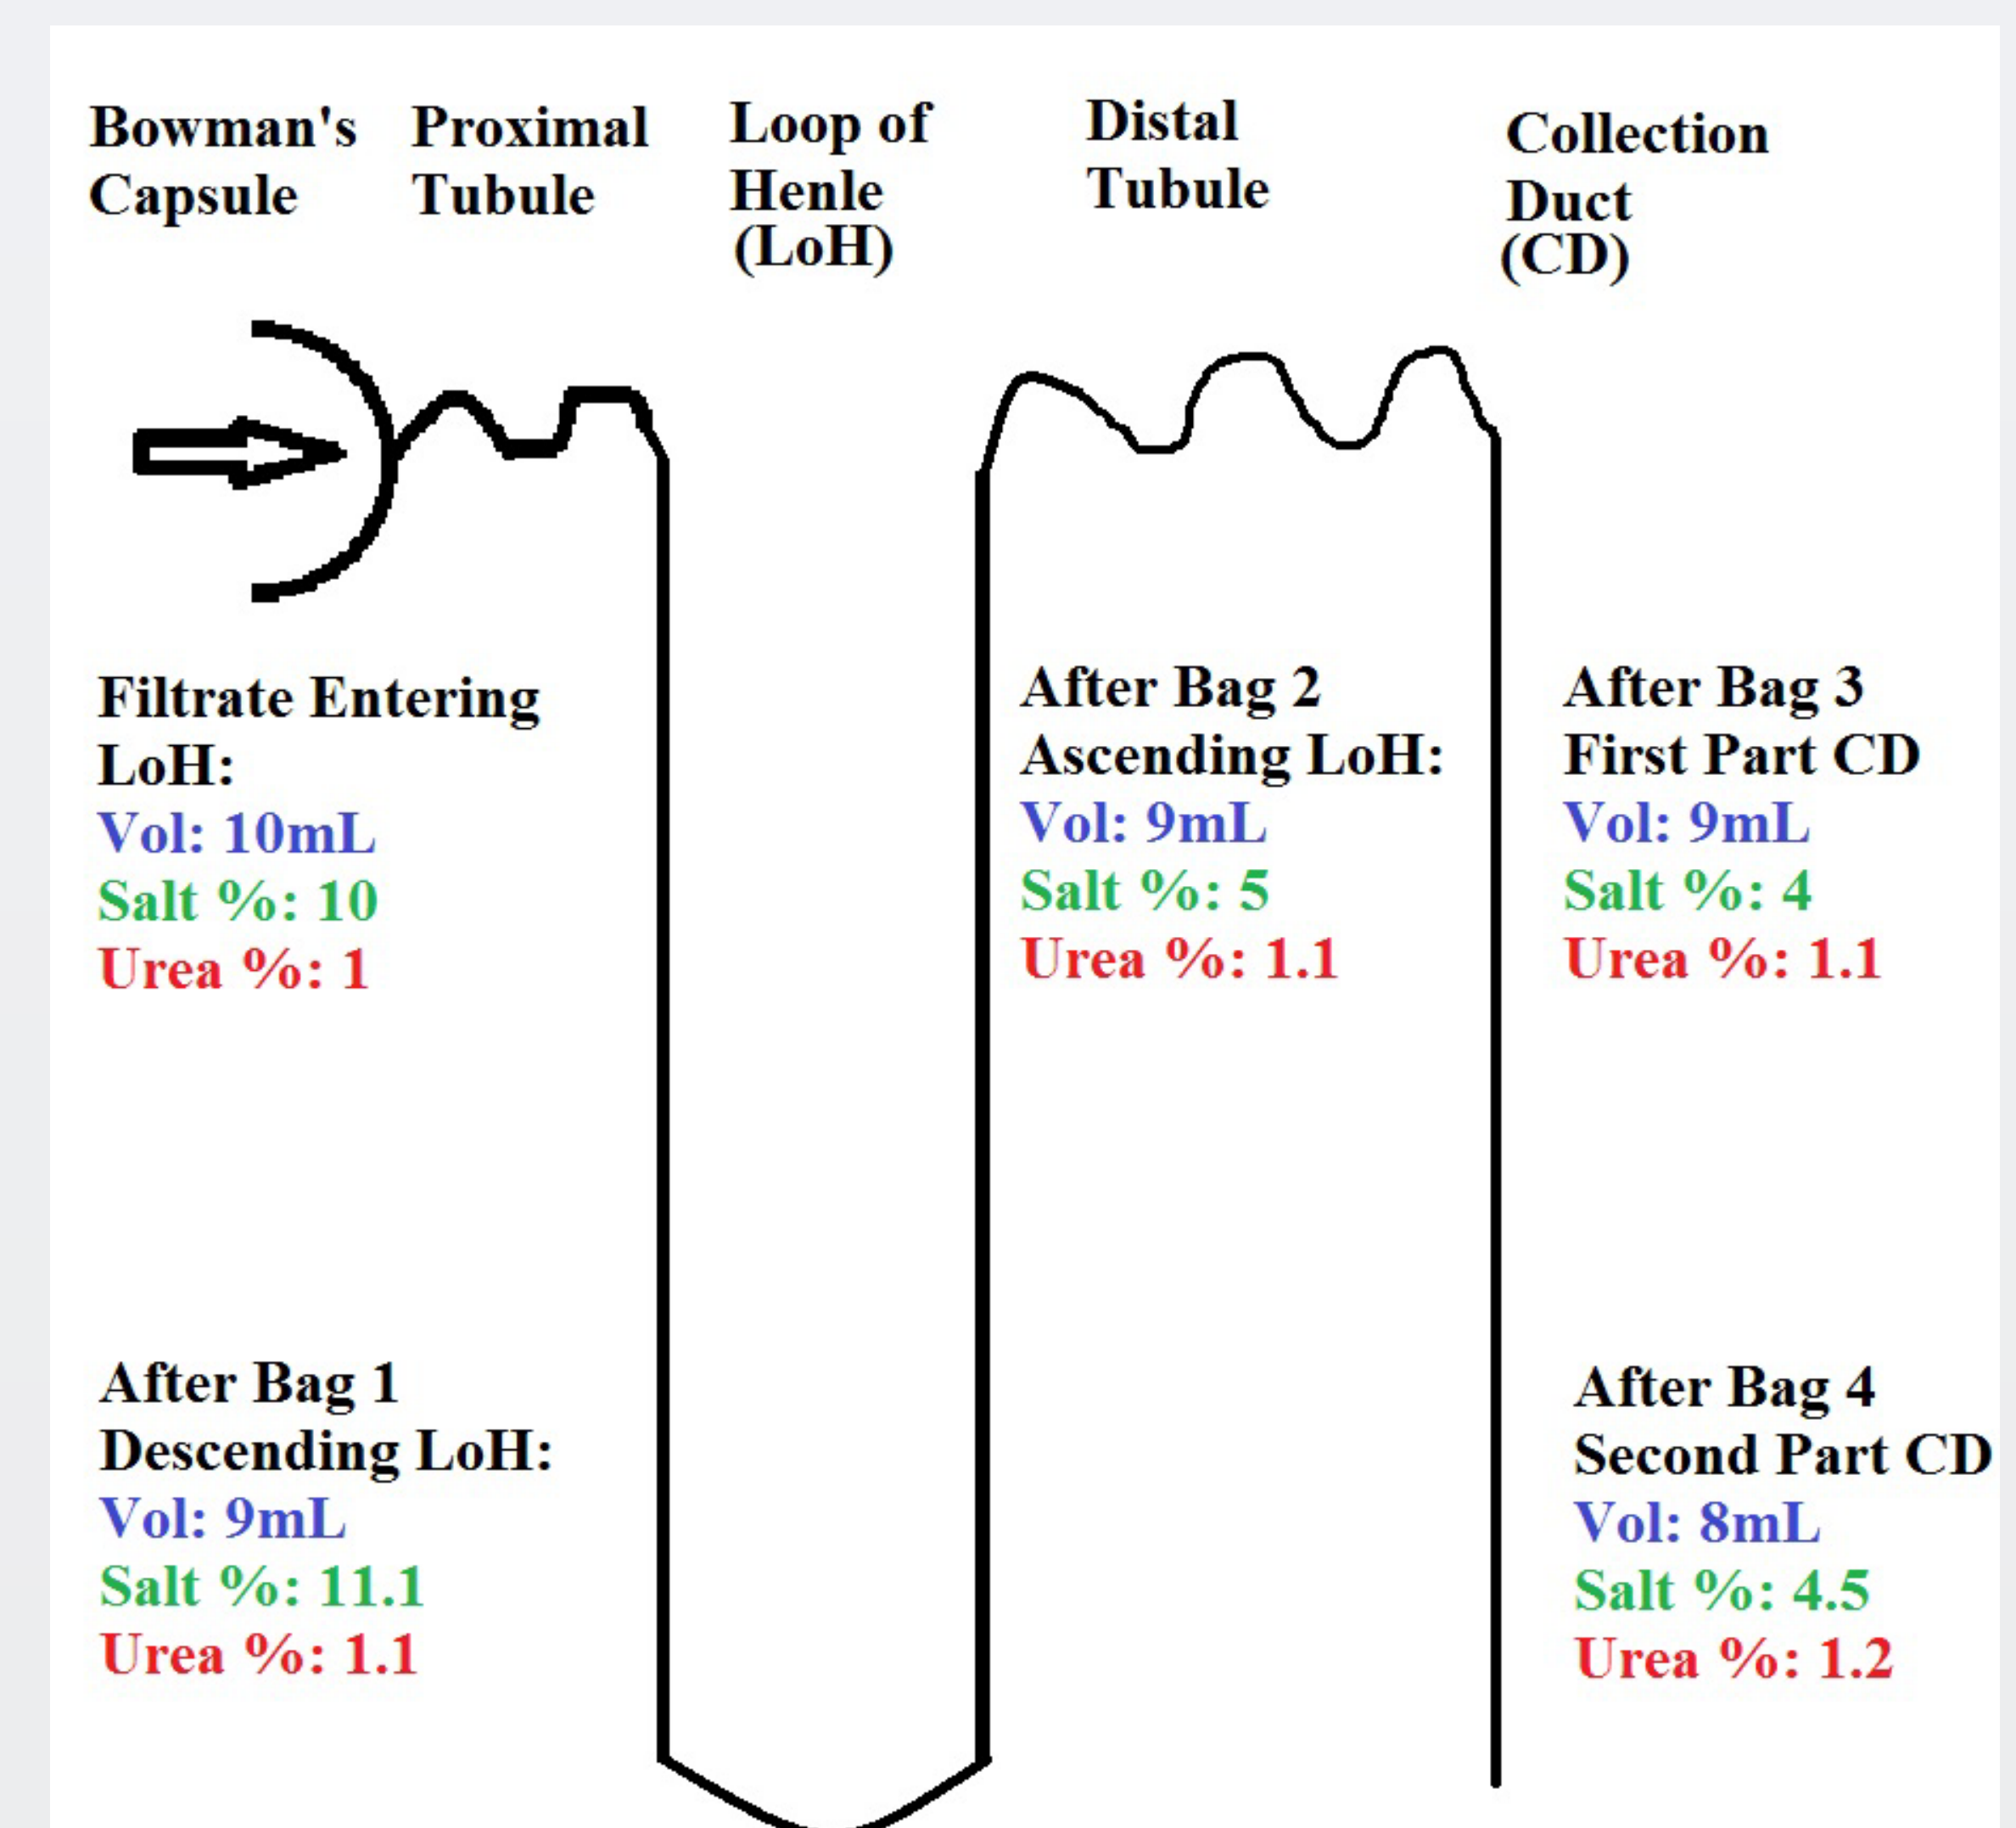 Bowman's
Capsule
Proximal
Tubule
Loop of
Henle
(LoH)
Distal
Tubule
Collection
Duct
(CD)
Filtrate Entering
LoH:
Vol: 10mL
Salt %: 10
Urea %: 1
After Bag 1
Descending LoH:
Vol: 9mL
Salt %: 11.1
Urea %: 1.1
After Bag 2
Ascending LoH:
Vol: 9mL
Salt %: 5
Urea %: 1.1
After Bag 3
First Part CD
Vol: 9mL
Salt %: 4
Urea %: 1.1
After Bag 4
Second Part CD
Vol: 8mL
Salt %: 4.5
Urea %: 1.2